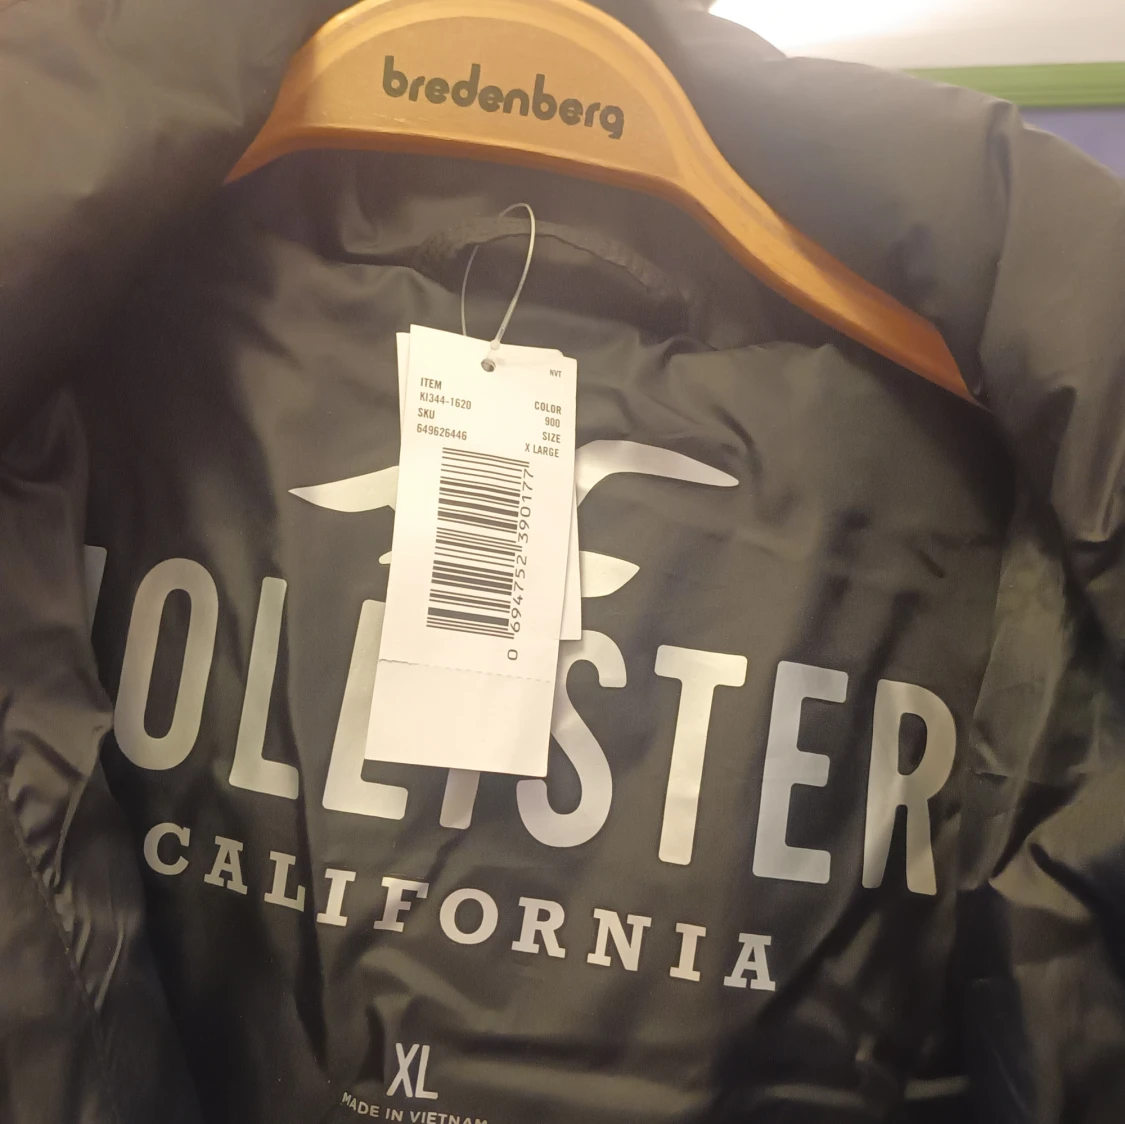 bredenberg
NVT
ITEM
KI344-1620
SKU
649626446
COLOR
900
SIZE
X LARGE
0 694752 390177
HOLLISTER
CALIFORNIA
XL
MADE IN VIETNAM